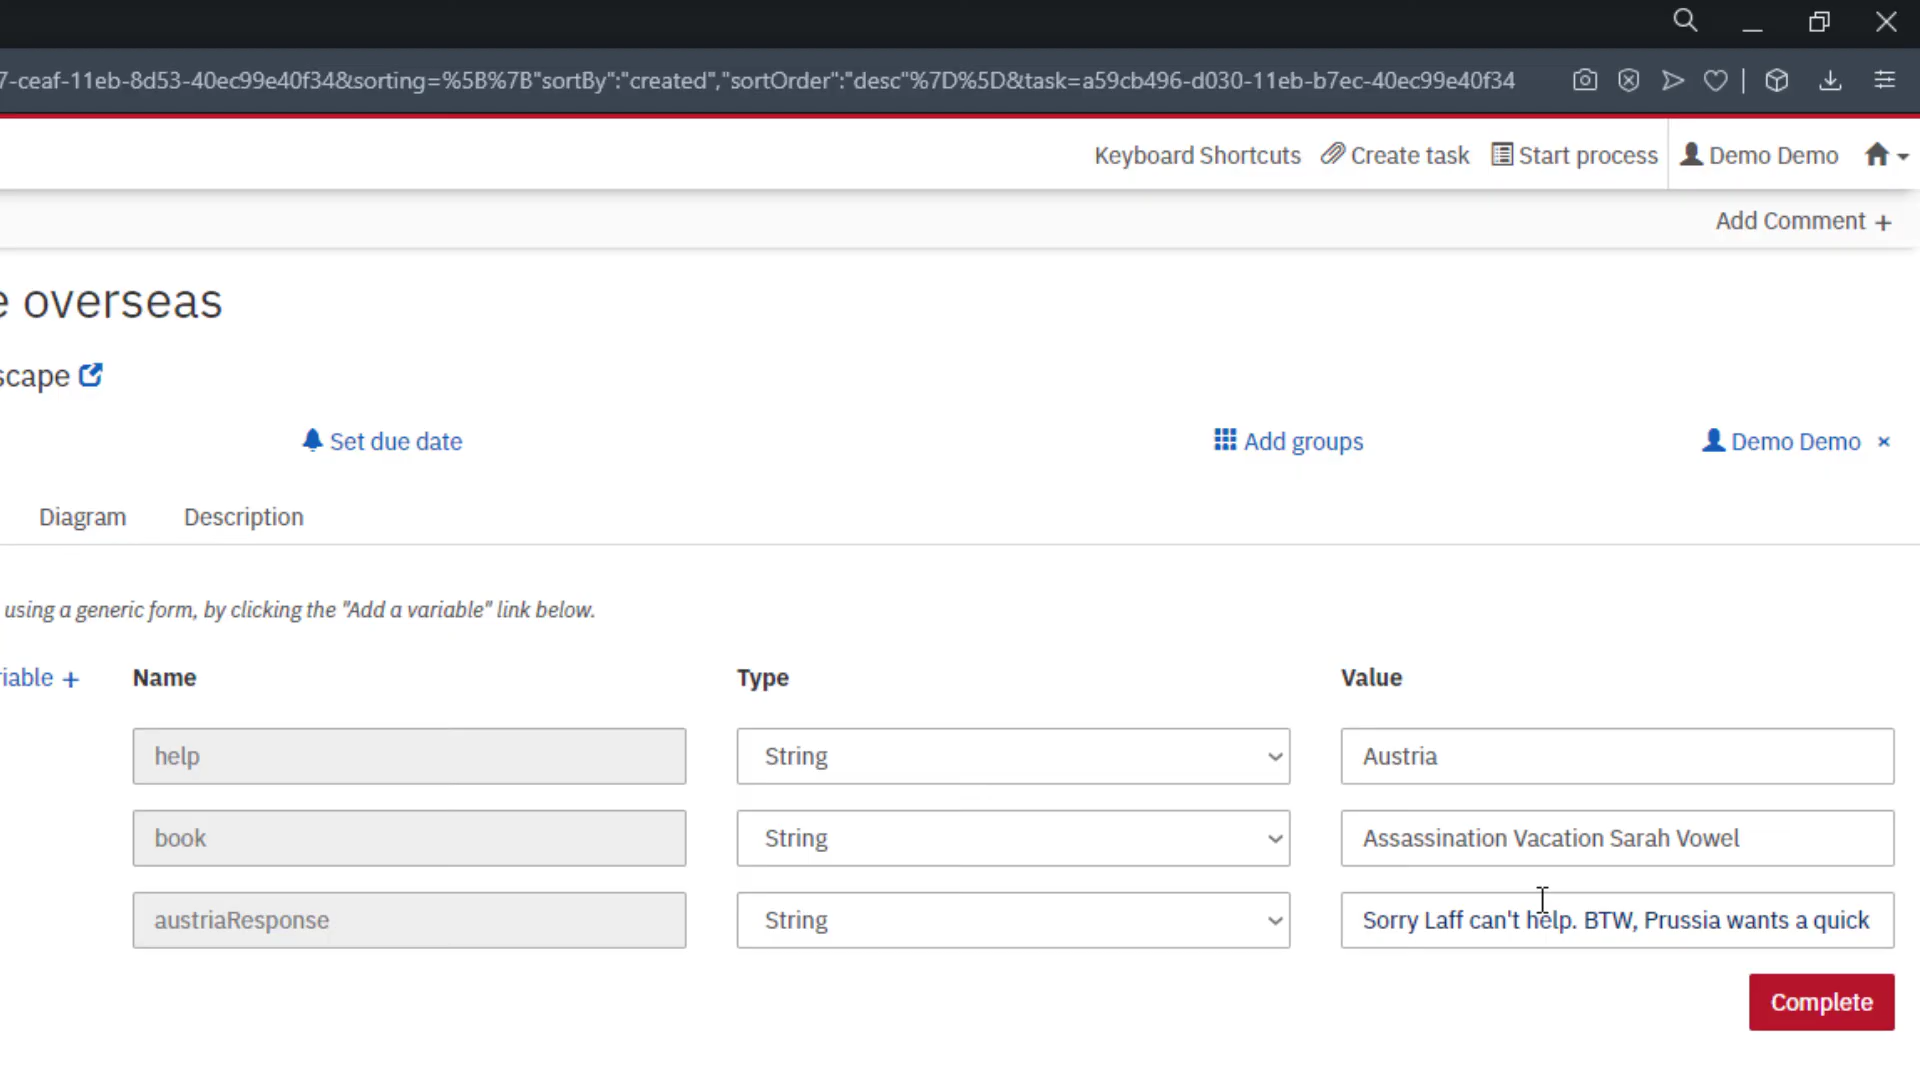 7-ceaf-11eb-8d53-40ec99e40f34&sorting=%5B%7B"sortBy":"created","sortOrder":"desc"%7D%5D&task=a59cb496-d030-11eb-b7ec-40ec99e40f34
Keyboard Shortcuts Create task Start process Demo Demo
Add Comment +
e overseas
scape
Set due date Add groups Demo Demo ×
Diagram Description
using a generic form, by clicking the "Add a variable" link below.
riable + Name Type Value
help String Austria
book String Assassination Vacation Sarah Vowel
austriaResponse String Sorry Laff can't help. BTW, Prussia wants a quick
Complete